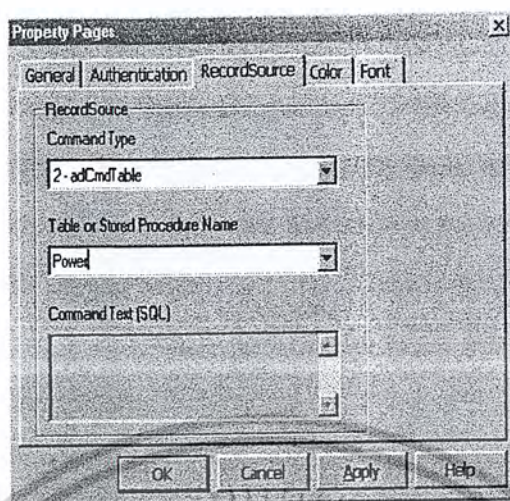 Property Pages
General Authentication RecordSource Color Font
RecordSource
Command Type
2 - adCmdTable
Table or Stored Procedure Name
Power
Command Text (SQL)
OK Cancel Apply Help